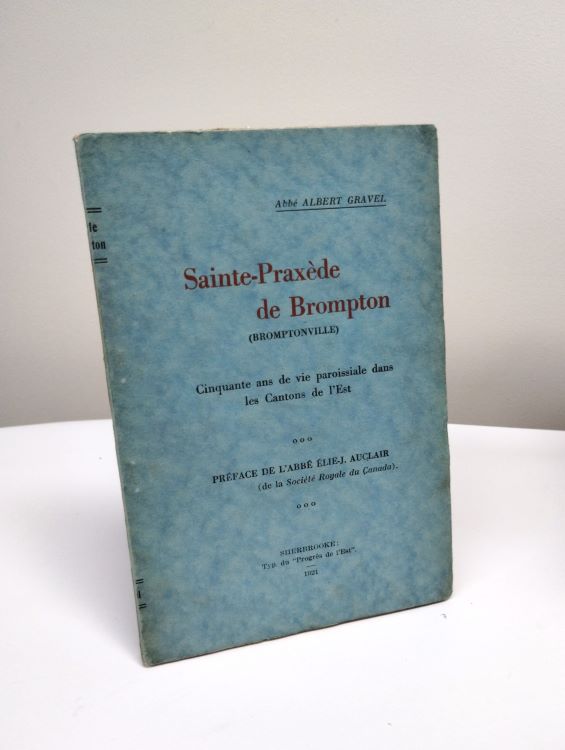 Abbé ALBERT GRAVEL
Sainte-Praxède
de Brompton
(BROMPTONVILLE)
Cinquante ans de vie paroissiale dans
les Cantons de l'Est
PRÉFACE DE L'ABBÉ ÉLIE-J. AUCLAIR
(de la Société Royale du Canada).
SHERBROOKE:
Typ. du "Progrès de l'Est".
1921